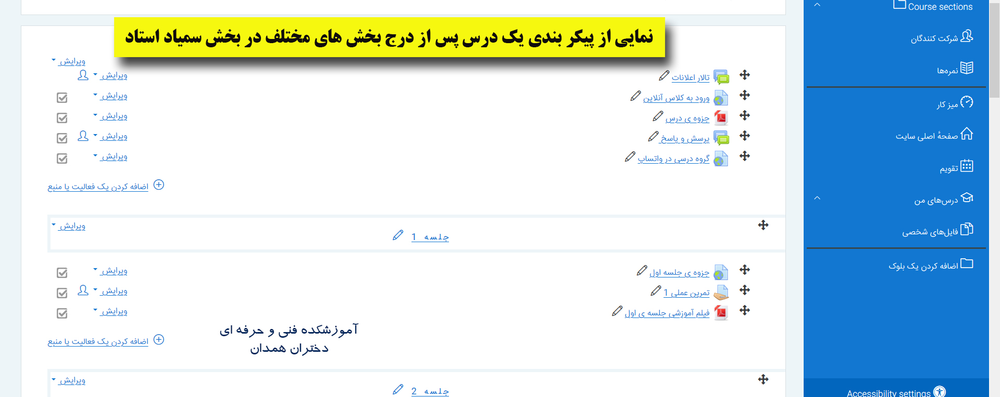 Course sections
شرکت کنندگان
نمره‌ها
میز کار
صفحهٔ اصلی سایت
تقویم
درس‌های من
فایل‌های شخصی
اضافه کردن یک بلوک
Accessibility settings
نمایی از پیکر بندی یک درس پس از درج بخش های مختلف در بخش سمیاد استاد
ویرایش
تالار اعلانات ویرایش
ورود به کلاس آنلاین ویرایش
جزوه ی درس ویرایش
پرسش و پاسخ ویرایش
گروه درسی در واتساپ ویرایش
اضافه کردن یک فعالیت یا منبع
ویرایش
جلسه 1
جزوه ی جلسه اول ویرایش
تمرین عملی 1 ویرایش
فیلم آموزشی جلسه ی اول ویرایش
آموزشکده فنی و حرفه ای
دختران همدان
اضافه کردن یک فعالیت یا منبع
ویرایش
جلسه 2